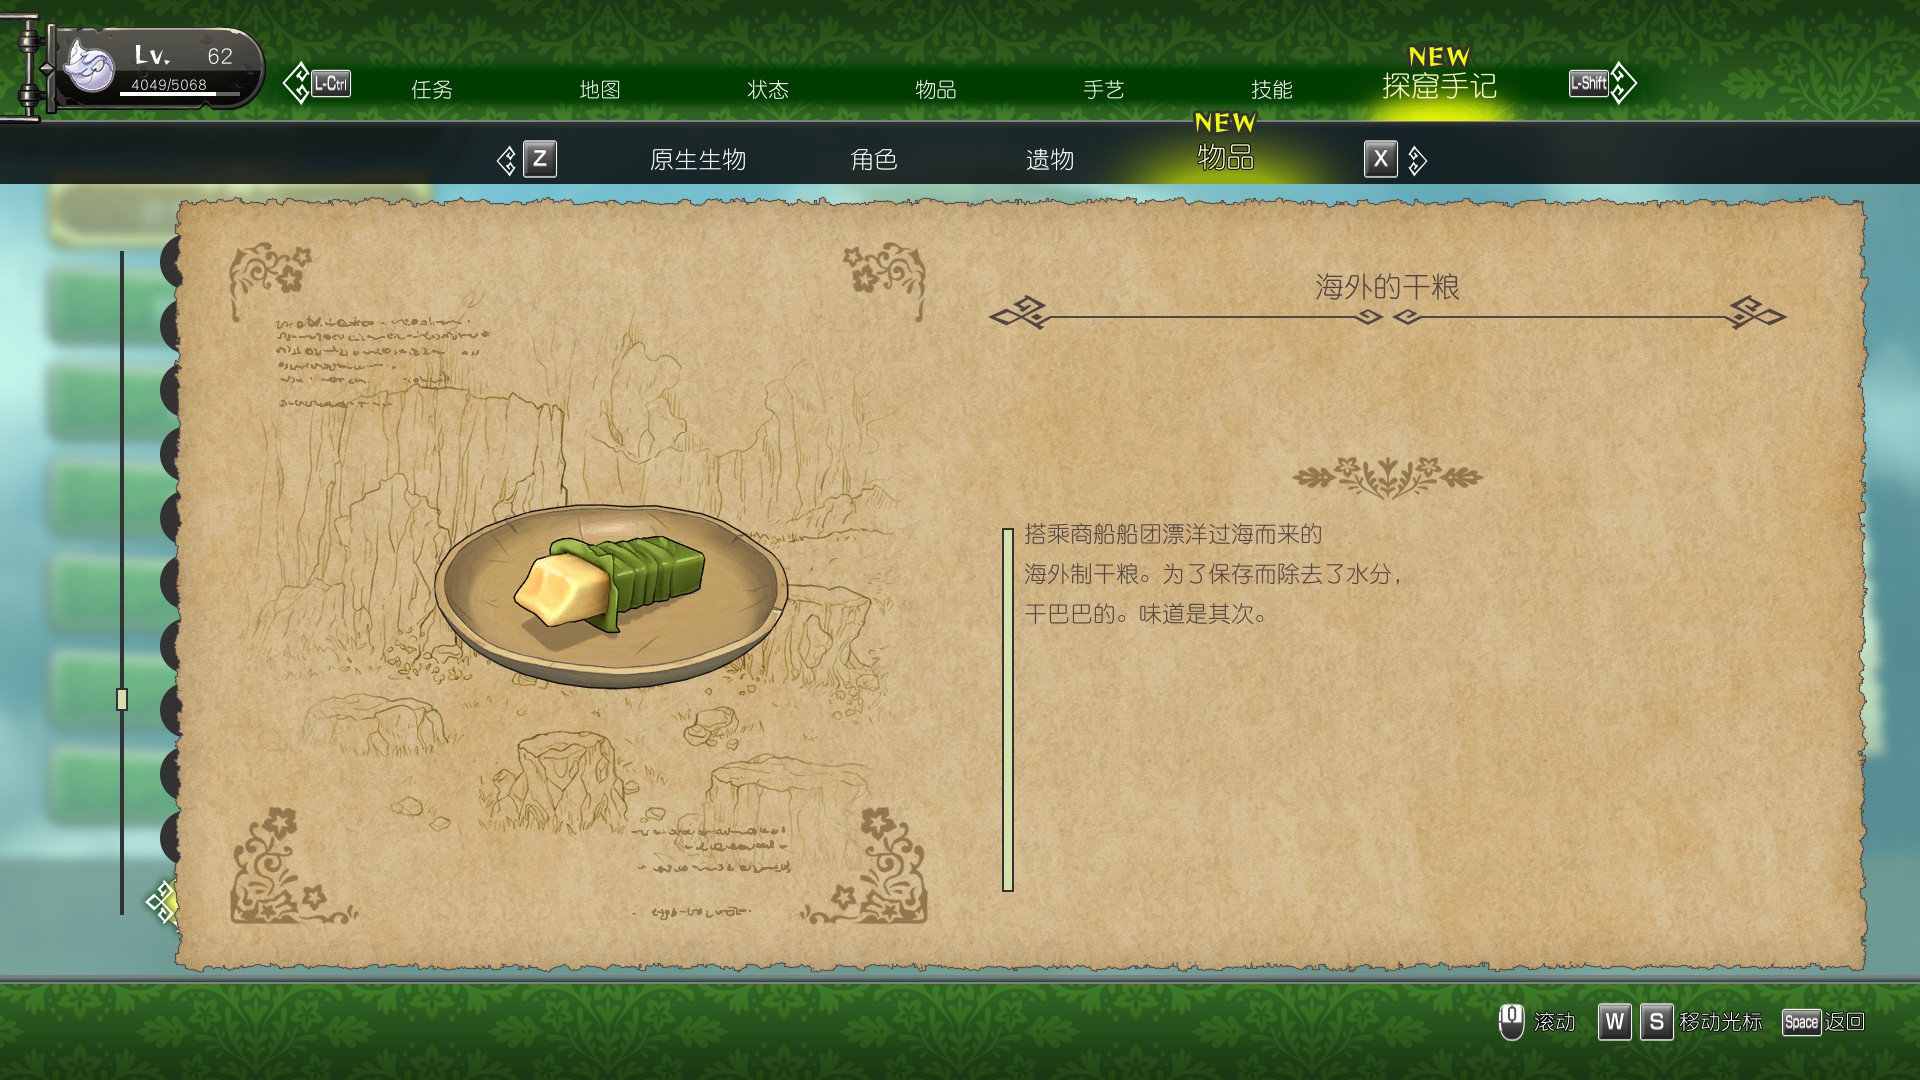 Lv. 62
4049/5068
L-Ctrl
任务
地图
状态
物品
手艺
技能
NEW
探窟手记
L-Shift
Z
原生生物
角色
遗物
NEW
物品
X
海外的干粮
搭乘商船船团漂洋过海而来的
海外制干粮。为了保存而除去了水分，
干巴巴的。味道是其次。
滚动
W S 移动光标
Space 返回